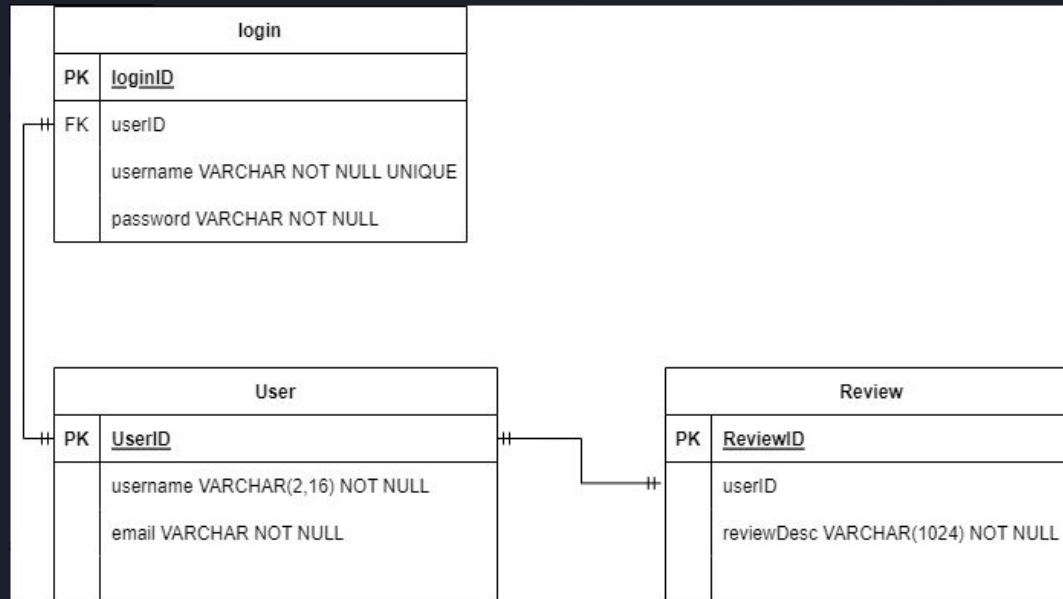 login
PK loginID
FK userID
username VARCHAR NOT NULL UNIQUE
password VARCHAR NOT NULL
User
PK UserID
username VARCHAR(2,16) NOT NULL
email VARCHAR NOT NULL
Review
PK ReviewID
userID
reviewDesc VARCHAR(1024) NOT NULL